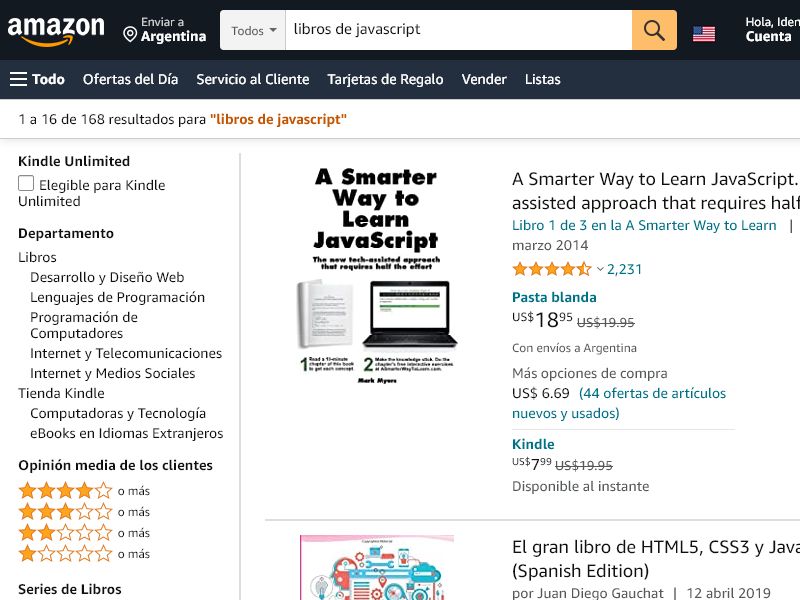 amazon
Enviar a
Argentina
Todos
libros de javascript
Hola, Iden
Cuenta
Todo
Ofertas del Día
Servicio al Cliente
Tarjetas de Regalo
Vender
Listas
1 a 16 de 168 resultados para "libros de javascript"
Kindle Unlimited
Elegible para Kindle
Unlimited
Departamento
Libros
Desarrollo y Diseño Web
Lenguajes de Programación
Programación de
Computadores
Internet y Telecomunicaciones
Internet y Medios Sociales
Tienda Kindle
Computadoras y Tecnología
eBooks en Idiomas Extranjeros
Opinión media de los clientes
o más
o más
o más
o más
Series de Libros
A Smarter
Way to
Learn
JavaScript
The new tech-assisted approach
that requires half the effort
1 Read a 10-minute
chapter of this book
to get each concept.
2 Make the knowledge stick. Do the
chapter's free interactive exercises
at ASmarterWayToLearn.com.
Mark Myers
A Smarter Way to Learn JavaScript.
assisted approach that requires half
Libro 1 de 3 en la A Smarter Way to Learn |
marzo 2014
2,231
Pasta blanda
US$18.95 US$19.95
Con envíos a Argentina
Más opciones de compra
US$ 6.69 (44 ofertas de artículos
nuevos y usados)
Kindle
US$7.99 US$19.95
Disponible al instante
El gran libro de HTML5, CSS3 y Java
(Spanish Edition)
por Juan Diego Gauchat | 12 abril 2019